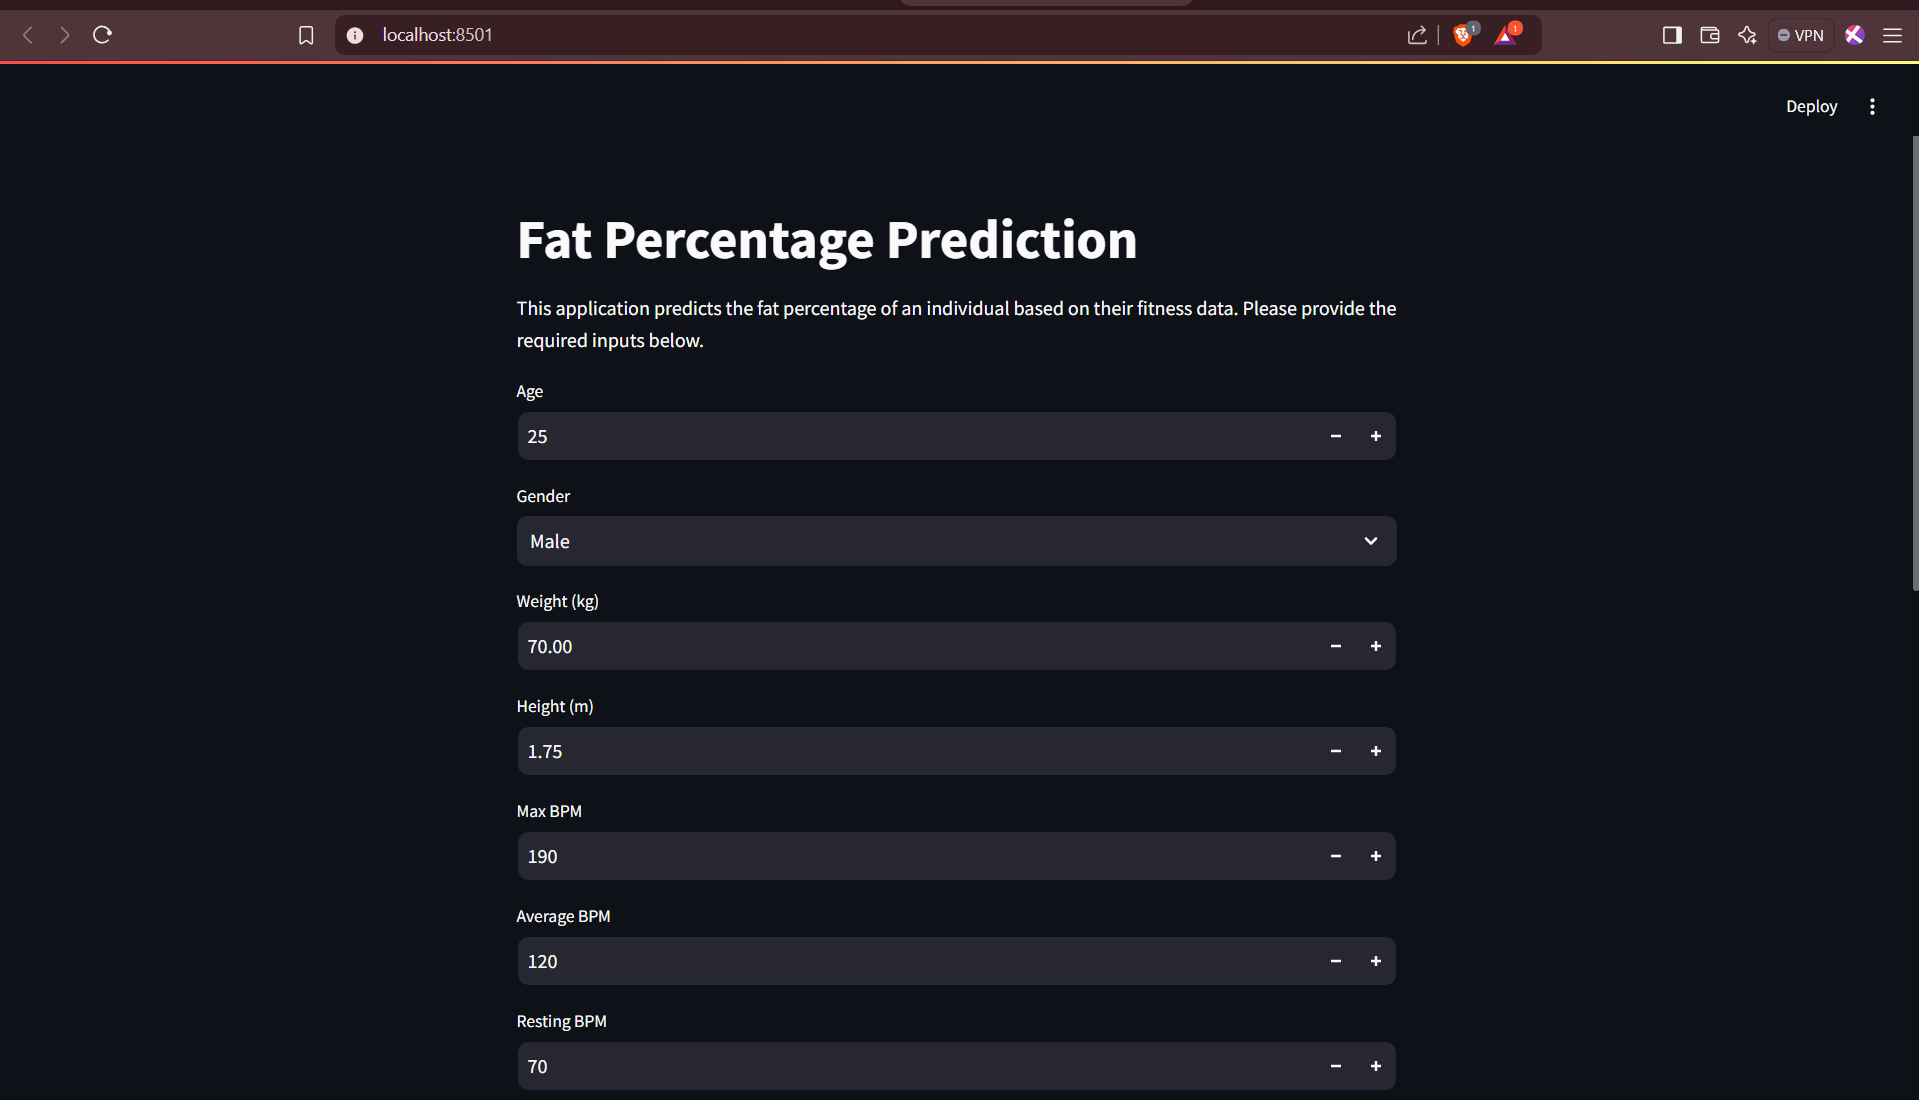 localhost:8501
1
1
VPN
Deploy
Fat Percentage Prediction
This application predicts the fat percentage of an individual based on their fitness data. Please provide the
required inputs below.
Age
25
Gender
Male
Weight (kg)
70.00
Height (m)
1.75
Max BPM
190
Average BPM
120
Resting BPM
70